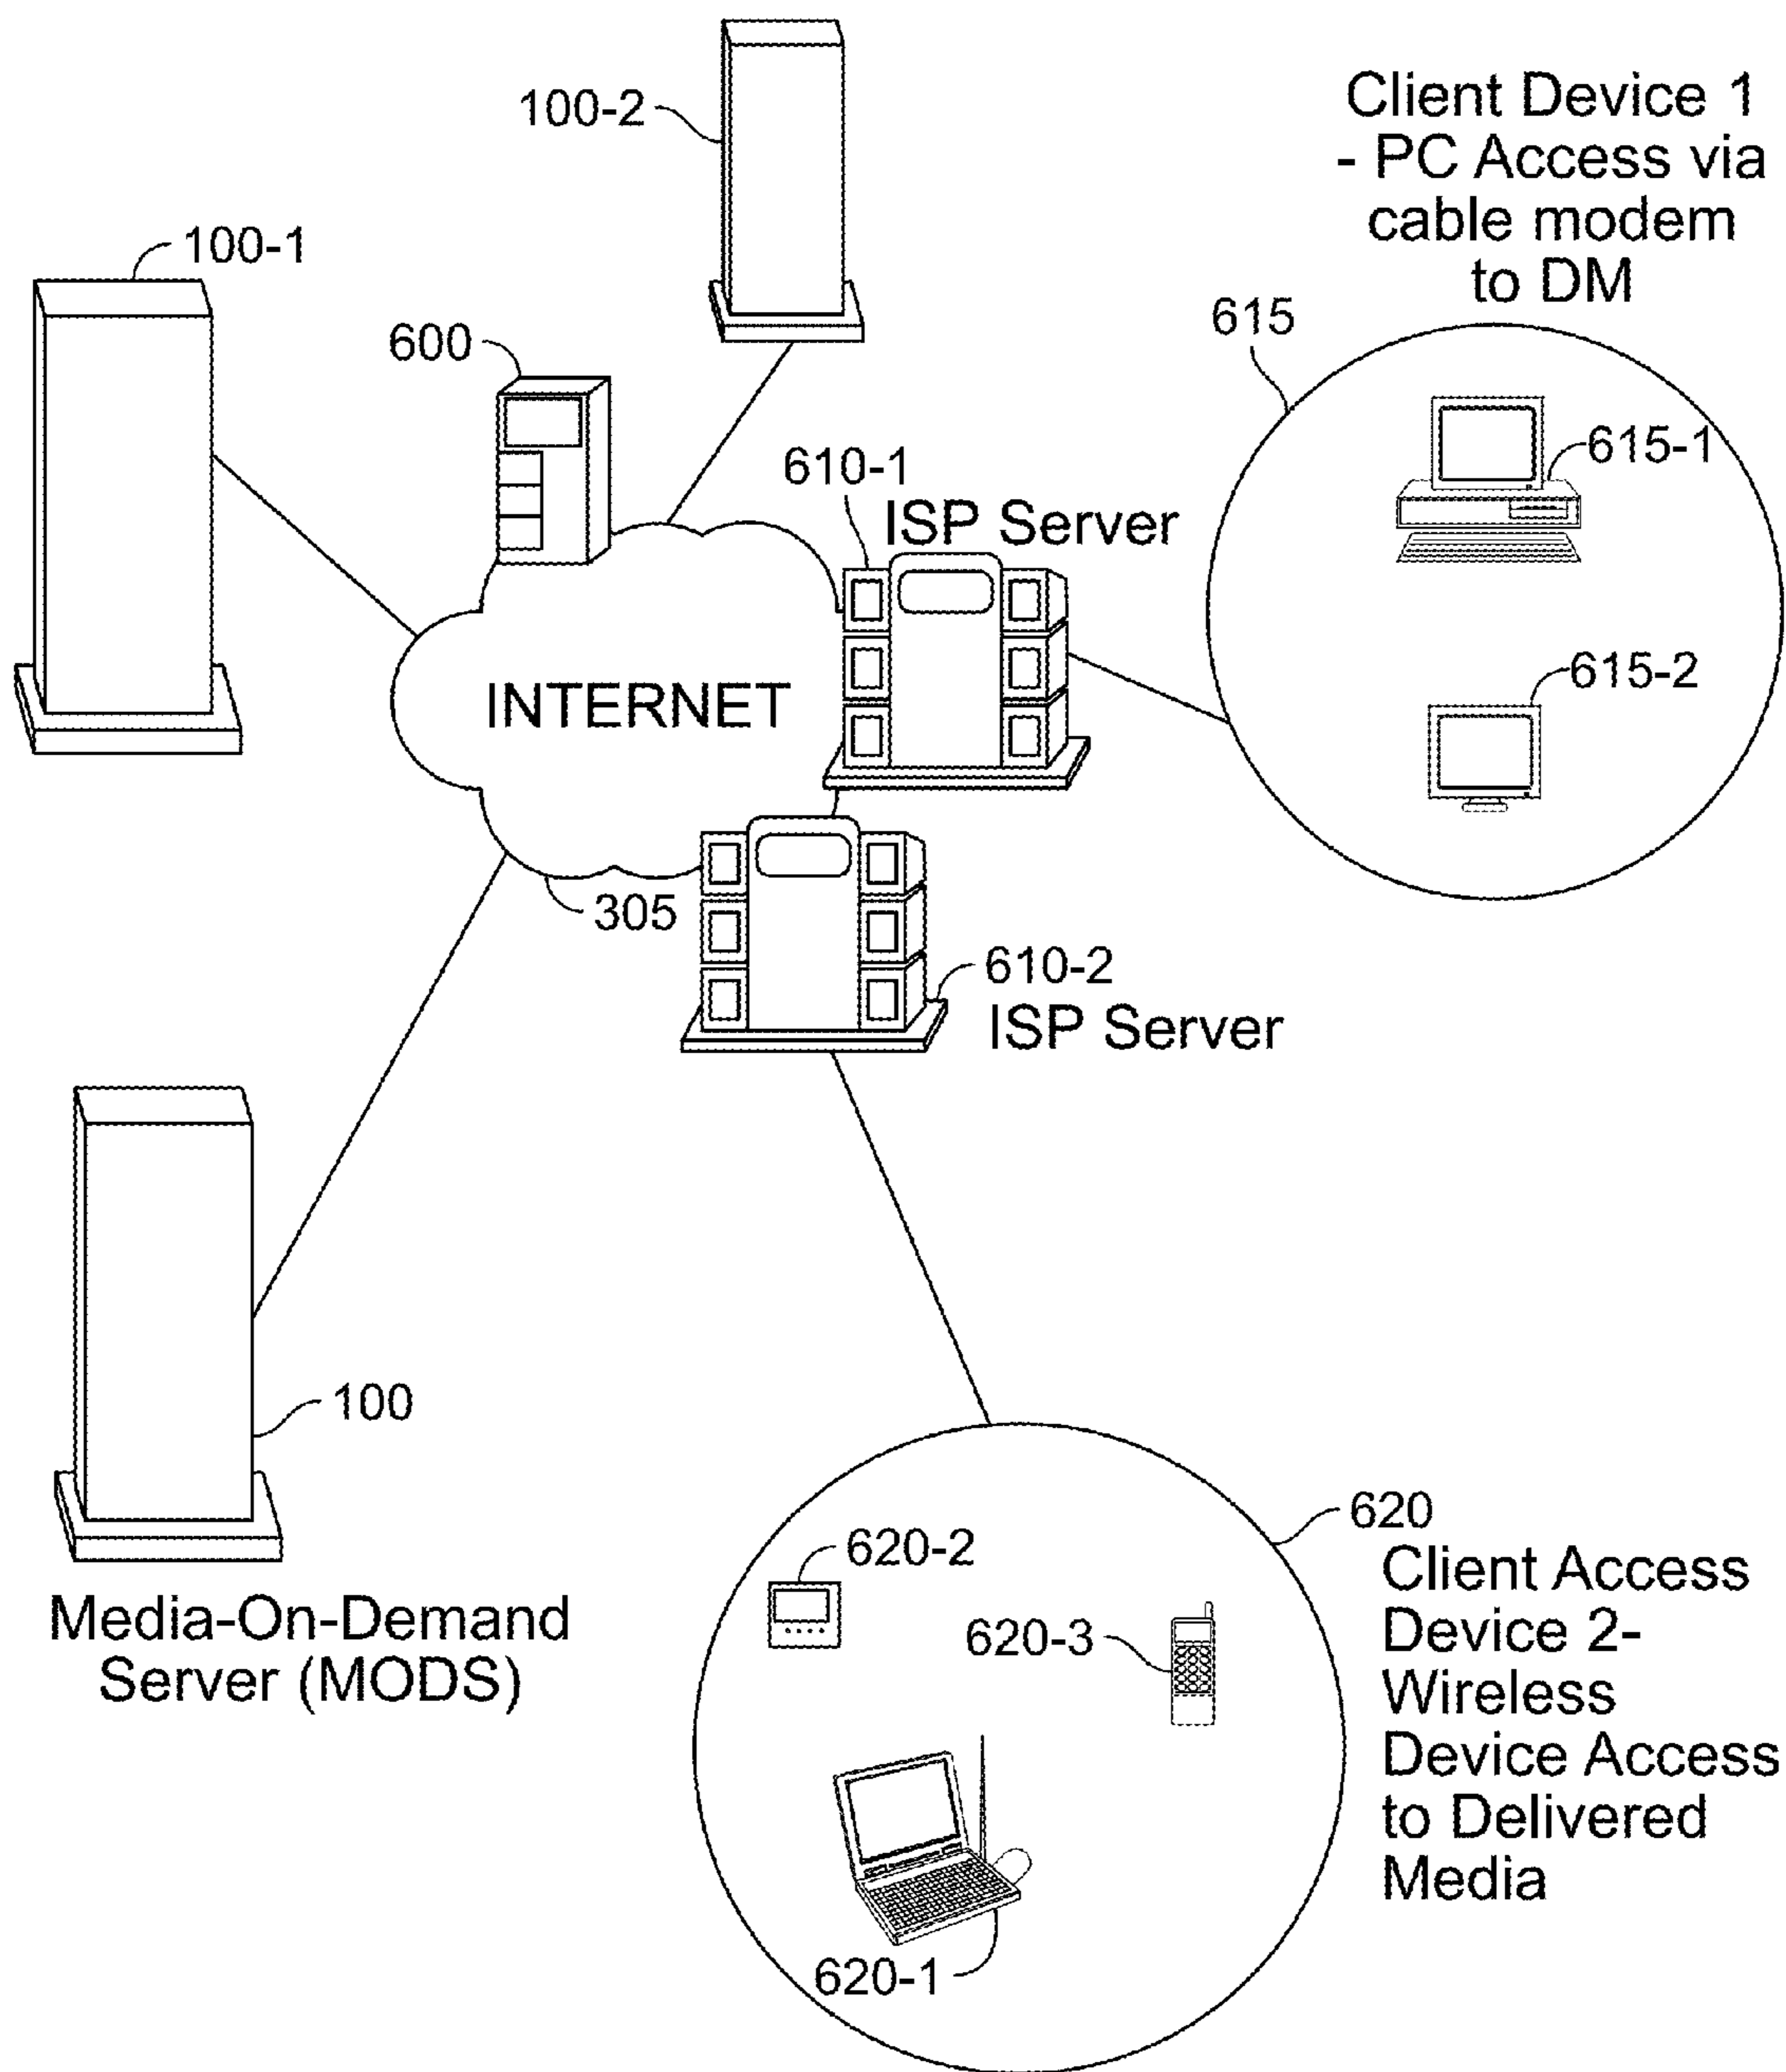 100-2
Client Device 1
- PC Access via
cable modem
to DM
100-1
600
615
610-1
ISP Server
615-1
615-2
INTERNET
305
610-2
ISP Server
100
Media-On-Demand
Server (MODS)
620
Client Access
Device 2-
Wireless
Device Access
to Delivered
Media
620-2
620-3
620-1